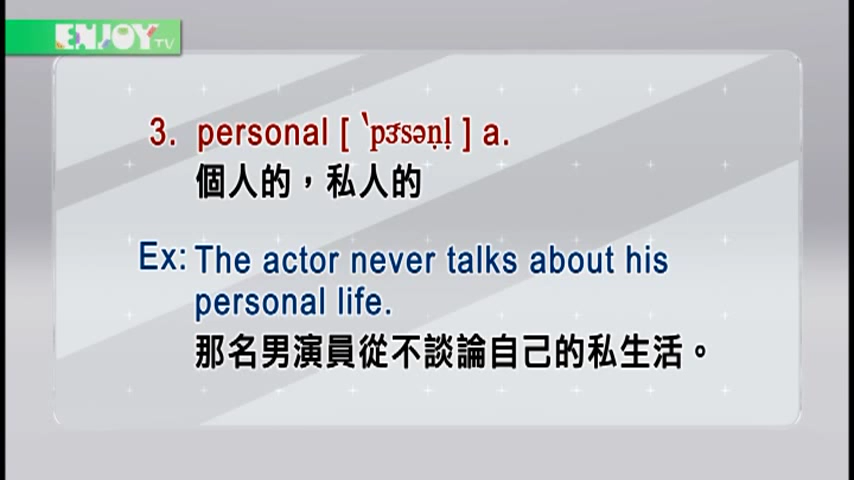 ENJOY TV
3. personal [ ˋpɝsən̩l̩ ] a.
個人的，私人的
Ex: The actor never talks about his
personal life.
那名男演員從不談論自己的私生活。